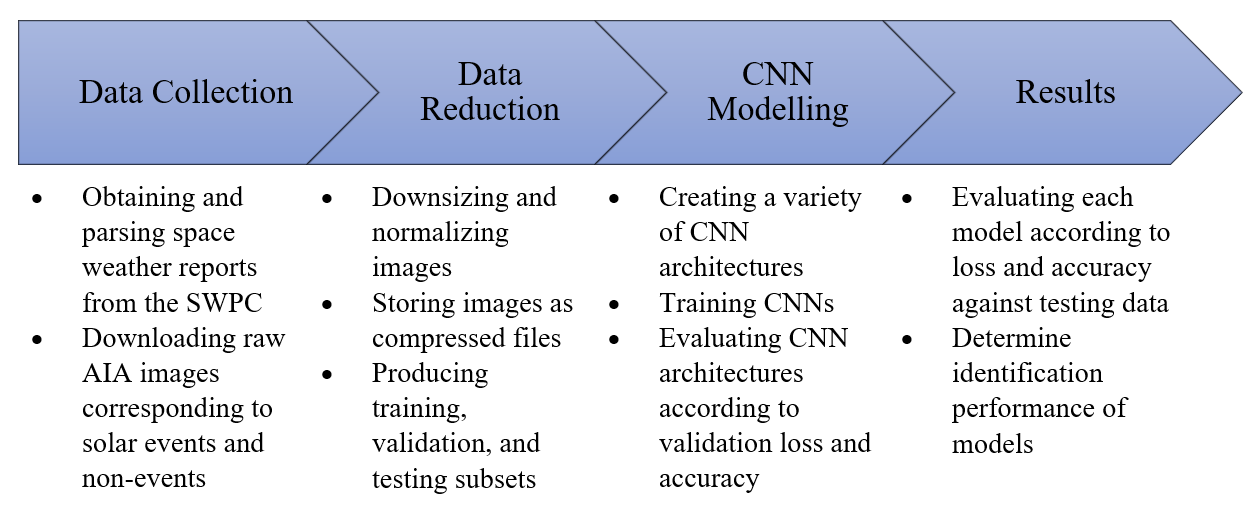 Data Collection
Data
Reduction
CNN
Modelling
Results
• Obtaining and
parsing space
weather reports
from the SWPC
• Downloading raw
AIA images
corresponding to
solar events and
non-events
• Downsizing and
normalizing
images
• Storing images as
compressed files
• Producing
training,
validation, and
testing subsets
• Creating a variety
of CNN
architectures
• Training CNNs
• Evaluating CNN
architectures
according to
validation loss and
accuracy
• Evaluating each
model according to
loss and accuracy
against testing data
• Determine
identification
performance of
models